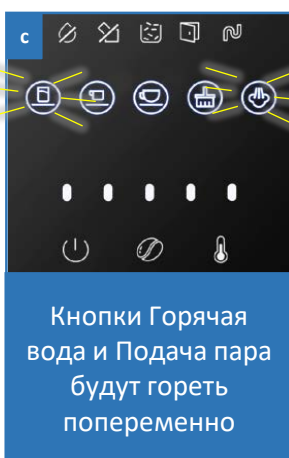 c
Кнопки Горячая
вода и Подача пара
будут гореть
попеременно